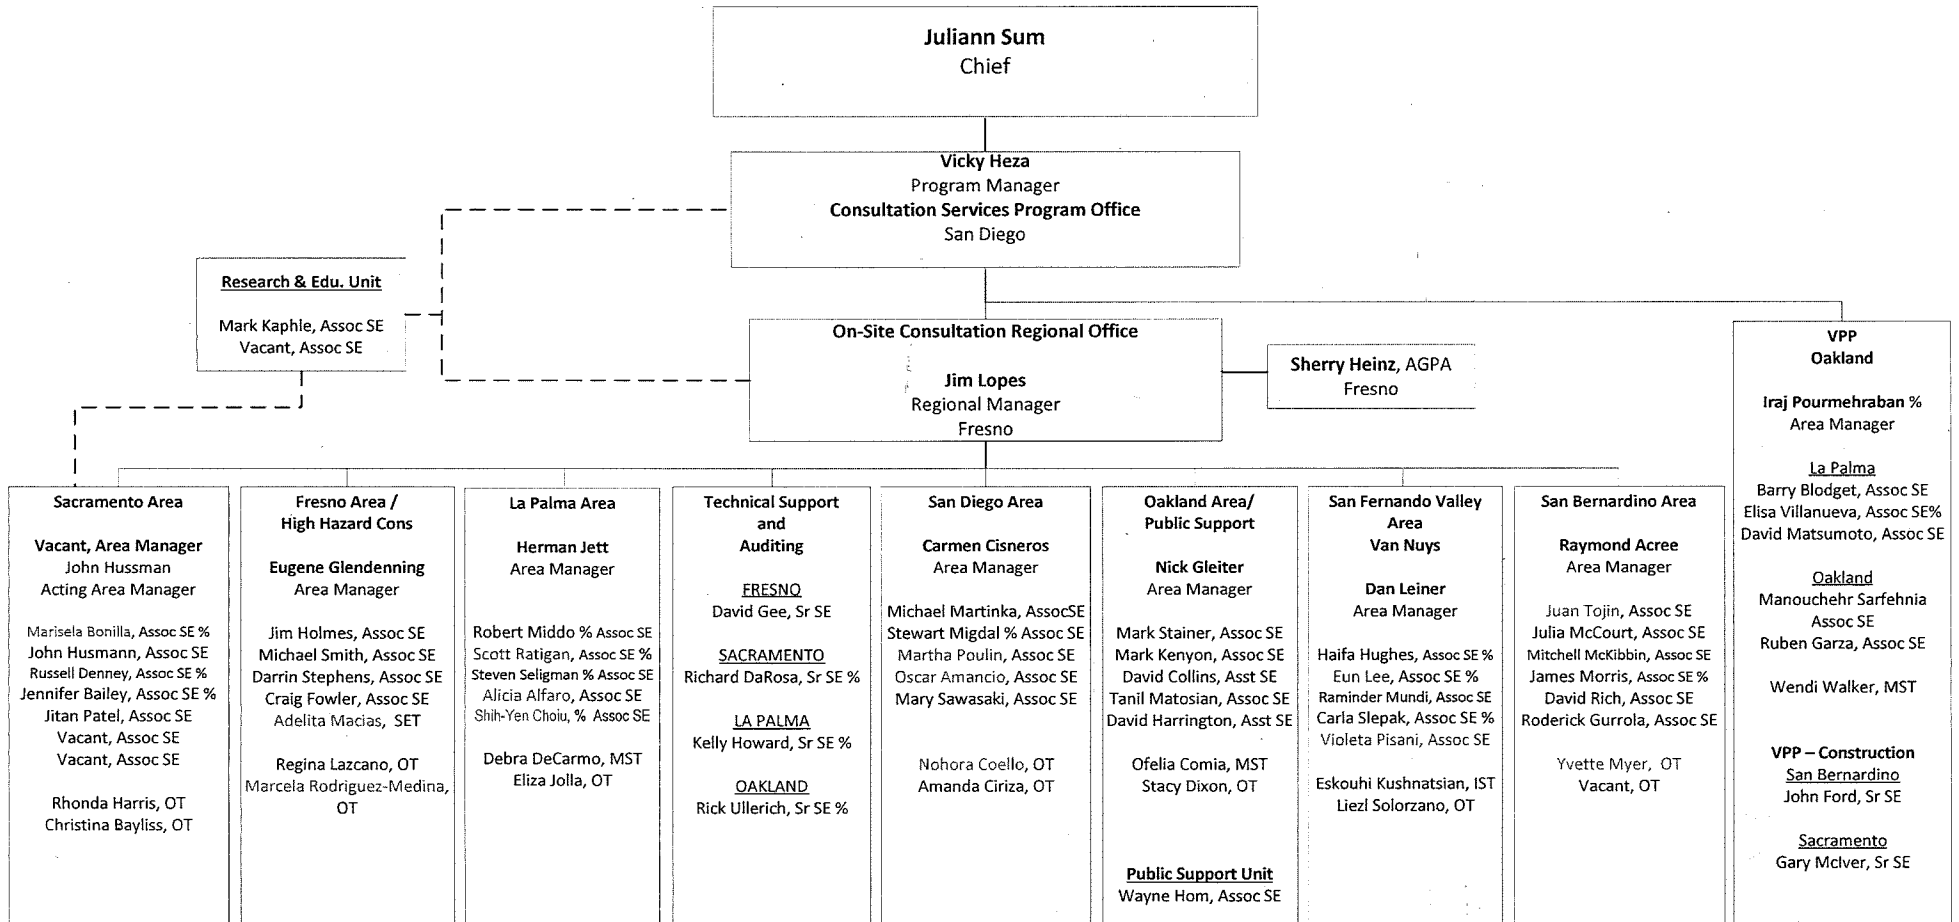 Juliann Sum
Chief
Vicky Heza
Program Manager
Consultation Services Program Office
San Diego
Research & Edu. Unit
Mark Kaphle, Assoc SE
Vacant, Assoc SE
On-Site Consultation Regional Office
Jim Lopes
Regional Manager
Fresno
Sherry Heinz, AGPA
Fresno
VPP
Oakland
Iraj Pourmehraban %
Area Manager
La Palma
Barry Blodget, Assoc SE
Elisa Villanueva, Assoc SE%
David Matsumoto, Assoc SE
Oakland
Manouchehr Sarfehnia
Assoc SE
Ruben Garza, Assoc SE
Wendi Walker, MST
VPP – Construction
San Bernardino
John Ford, Sr SE
Sacramento
Gary McIver, Sr SE
Sacramento Area
Vacant, Area Manager
John Hussman
Acting Area Manager
Marisela Bonilla, Assoc SE %
John Husmann, Assoc SE
Russell Denney, Assoc SE %
Jennifer Bailey, Assoc SE %
Jitan Patel, Assoc SE
Vacant, Assoc SE
Vacant, Assoc SE
Rhonda Harris, OT
Christina Bayliss, OT
Fresno Area /
High Hazard Cons
Eugene Glendenning
Area Manager
Jim Holmes, Assoc SE
Michael Smith, Assoc SE
Darrin Stephens, Assoc SE
Craig Fowler, Assoc SE
Adelita Macias, SET
Regina Lazcano, OT
Marcela Rodriguez-Medina,
OT
La Palma Area
Herman Jett
Area Manager
Robert Middo % Assoc SE
Scott Ratigan, Assoc SE %
Steven Seligman % Assoc SE
Alicia Alfaro, Assoc SE
Shih-Yen Choiu, % Assoc SE
Debra DeCarmo, MST
Eliza Jolla, OT
Technical Support
and
Auditing
FRESNO
David Gee, Sr SE
SACRAMENTO
Richard DaRosa, Sr SE %
LA PALMA
Kelly Howard, Sr SE %
OAKLAND
Rick Ullerich, Sr SE %
San Diego Area
Carmen Cisneros
Area Manager
Michael Martinka, AssocSE
Stewart Migdal % Assoc SE
Martha Poulin, Assoc SE
Oscar Amancio, Assoc SE
Mary Sawasaki, Assoc SE
Nohora Coello, OT
Amanda Ciriza, OT
Oakland Area/
Public Support
Nick Gleiter
Area Manager
Mark Stainer, Assoc SE
Mark Kenyon, Assoc SE
David Collins, Asst SE
Tanil Matosian, Assoc SE
David Harrington, Asst SE
Ofelia Comia, MST
Stacy Dixon, OT
Public Support Unit
Wayne Hom, Assoc SE
San Fernando Valley
Area
Van Nuys
Dan Leiner
Area Manager
Haifa Hughes, Assoc SE %
Eun Lee, Assoc SE %
Raminder Mundi, Assoc SE
Carla Slepak, Assoc SE %
Violeta Pisani, Assoc SE
Eskouhi Kushnatsian, IST
Liezl Solorzano, OT
San Bernardino Area
Raymond Acree
Area Manager
Juan Tojin, Assoc SE
Julia McCourt, Assoc SE
Mitchell McKibbin, Assoc SE
James Morris, Assoc SE %
David Rich, Assoc SE
Roderick Gurrola, Assoc SE
Yvette Myer, OT
Vacant, OT